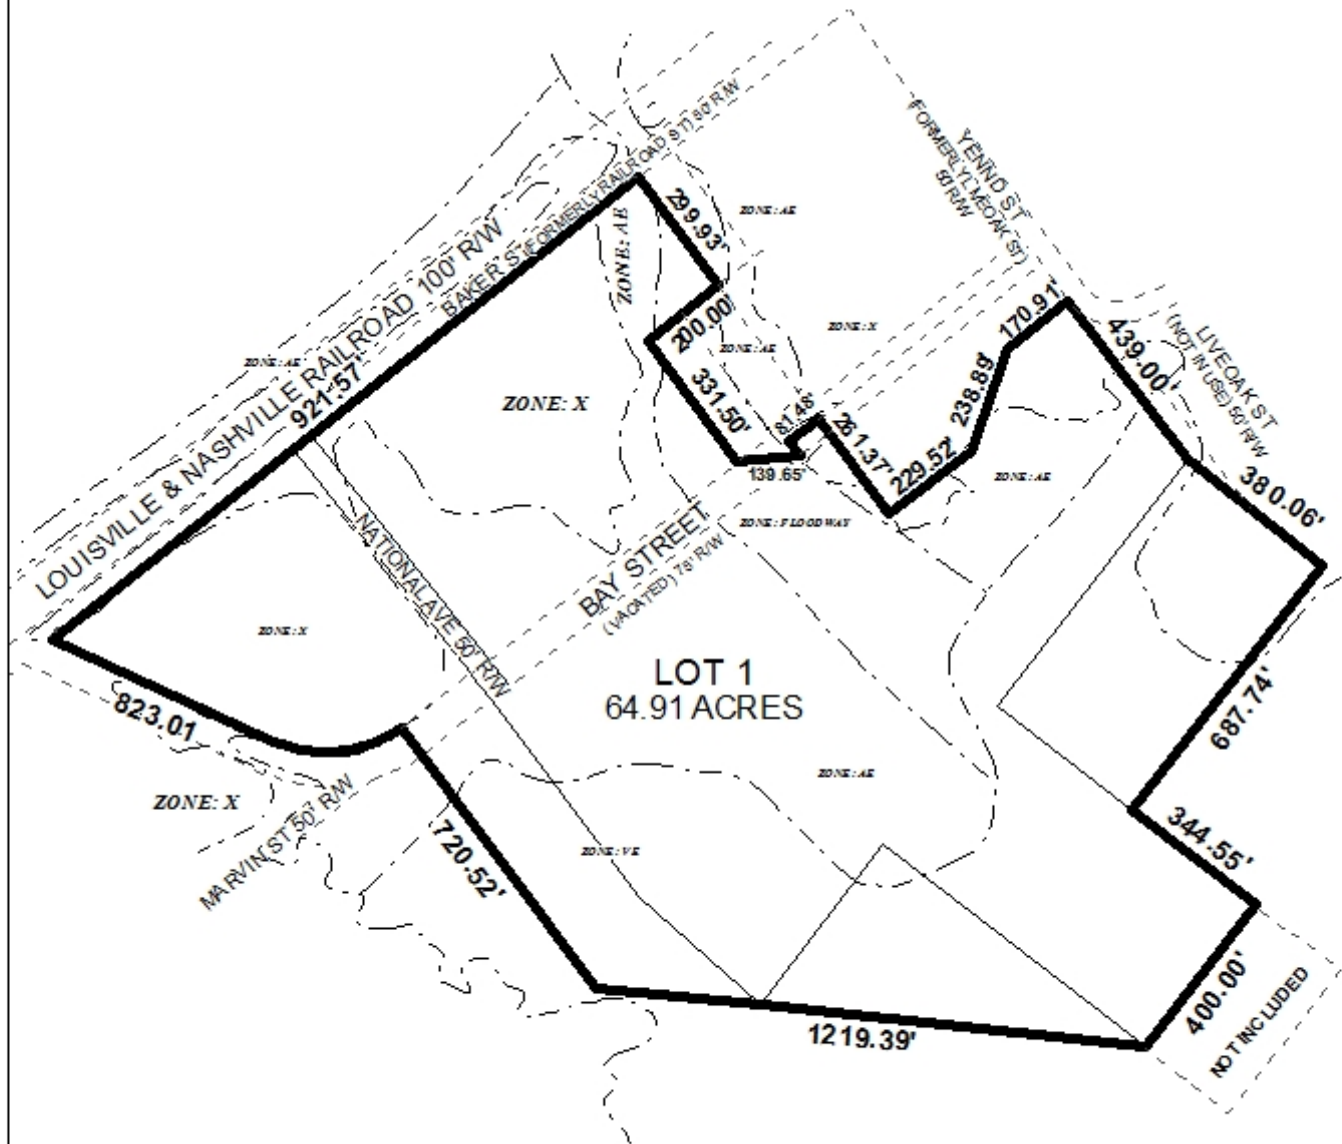 BAKER S (FORMERLY RAILROAD ST) 80' R/W
LOUISVILLE & NASHVILLE RAILROAD 100' R/W
YENNO ST
(FORMERLY LIVEOAK ST)
50' R/W
299.93'
ZONE: AE
ZONE: AE
200.00'
ZONE: X
ZONE: AE
170.91'
439.00'
LIVEOAK ST
(NOT IN USE) 50' R/W
ZONE: AE
921.57'
ZONE: X
331.50'
81.48'
261.37'
238.89'
229.52'
139.65'
ZONE: AE
380.06'
ZONE: FLOODWAY
BAY STREET
(VACATED) 78' R/W
NATIONAL AVE 50' R/W
ZONE: X
LOT 1
64.91 ACRES
823.01
687.74'
ZONE: AE
ZONE: X
MARVIN ST 50' R/W
720.52'
ZONE: VE
344.55'
400.00'
NOT INCLUDED
1219.39'